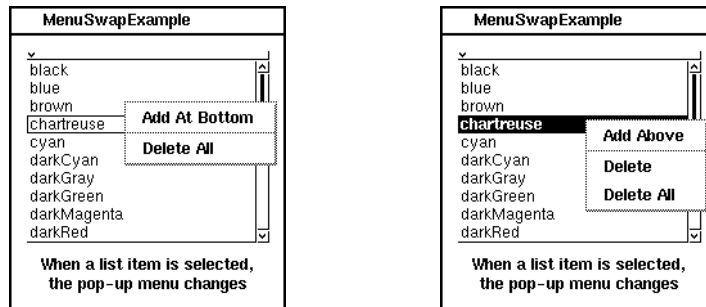 MenuSwapExample
black
blue
brown
chartreuse
cyan
darkCyan
darkGray
darkGreen
darkMagenta
darkRed
Add At Bottom
Delete All
When a list item is selected,
the pop-up menu changes
MenuSwapExample
black
blue
brown
chartreuse
cyan
darkCyan
darkGray
darkGreen
darkMagenta
darkRed
Add Above
Delete
Delete All
When a list item is selected,
the pop-up menu changes